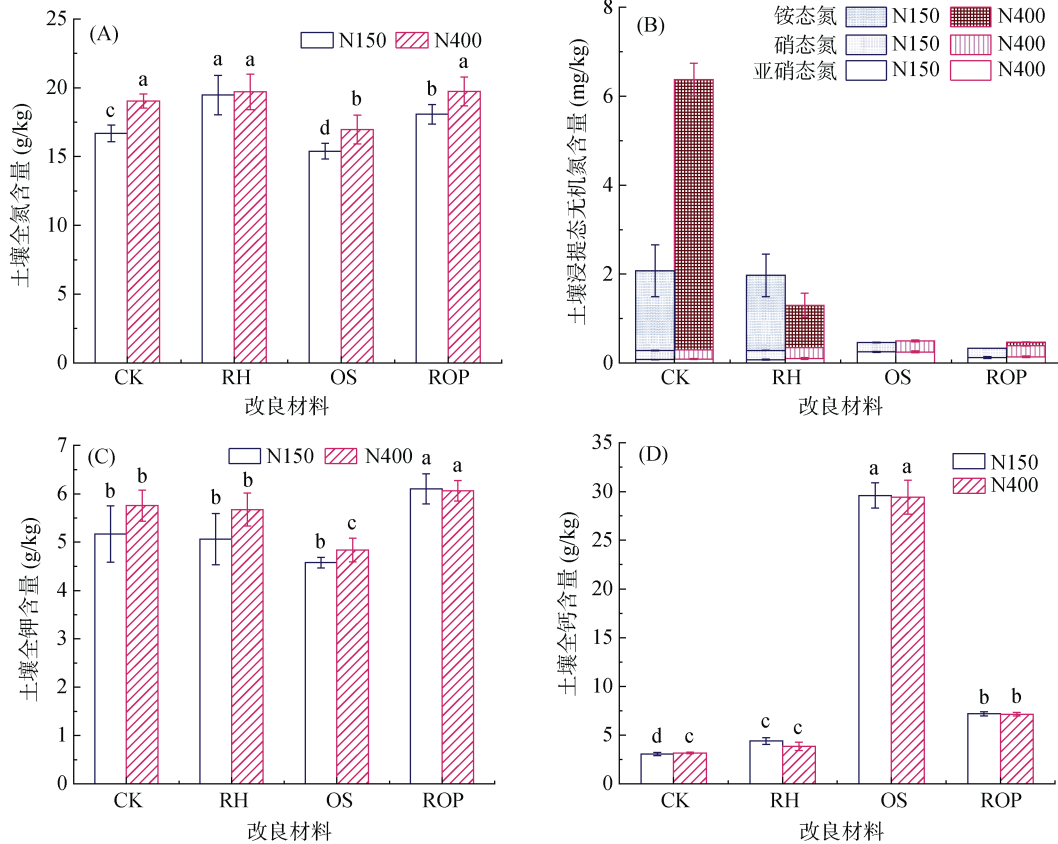 (A)
N150 N400
土壤全氮含量 (g/kg)
25
20
15
10
5
0
c a a a d b b a
CK RH OS ROP
改良材料
(B)
铵态氮 N150 N400
硝态氮 N150 N400
亚硝态氮 N150 N400
土壤浸提态无机氮含量 (mg/kg)
8
6
4
2
0
CK RH OS ROP
改良材料
(C)
N150 N400
土壤全钾含量 (g/kg)
7
6
5
4
3
2
1
0
b b b b b c a a
CK RH OS ROP
改良材料
(D)
N150
N400
土壤全钙含量 (g/kg)
35
30
25
20
15
10
5
0
d c c c a a b b
CK RH OS ROP
改良材料